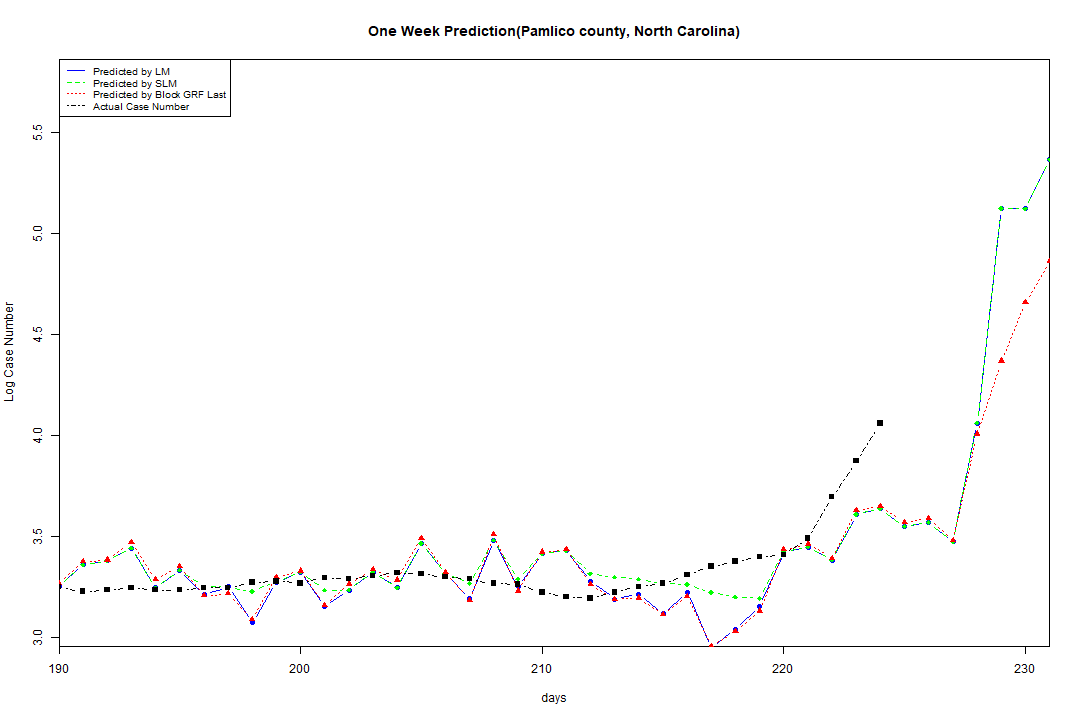 One Week Prediction(Pamlico county, North Carolina)
Predicted by LM
Predicted by SLM
Predicted by Block GRF Last
Actual Case Number
5.5
5.0
4.5
4.0
3.5
3.0
Log Case Number
190
200
210
220
230
days